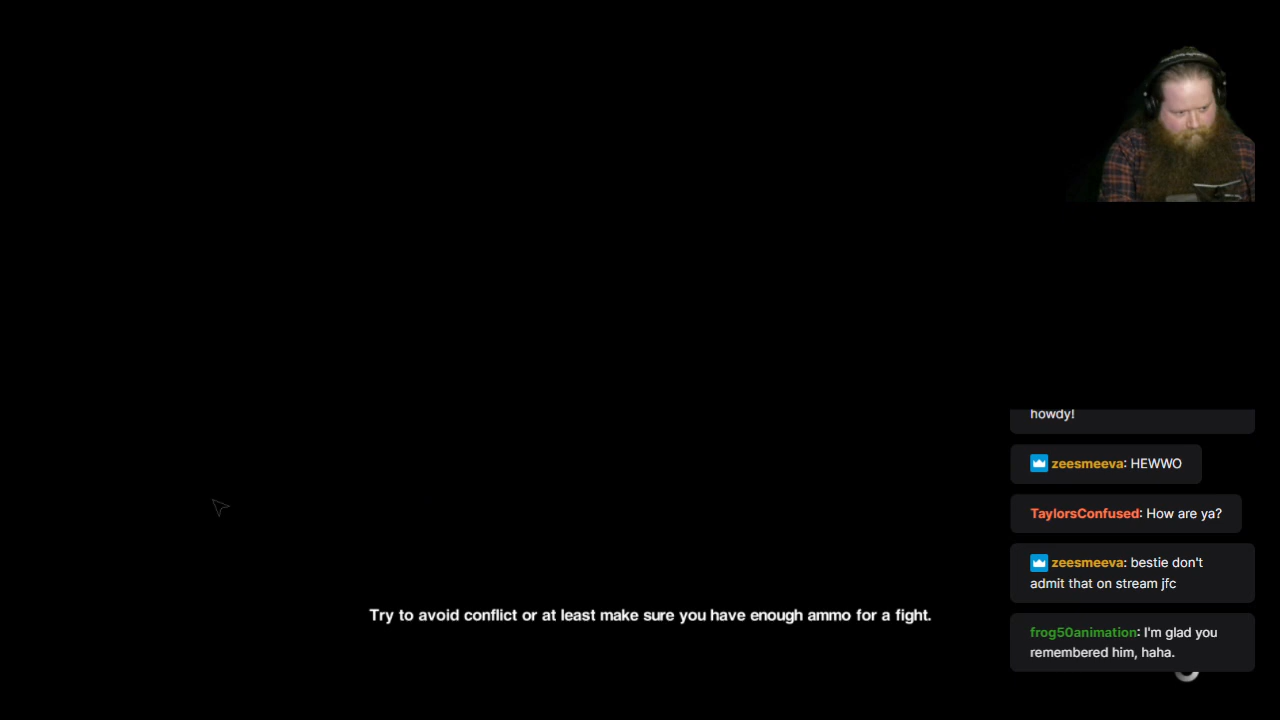 howdy!
zeesmeeva: HEWWO
TaylorsConfused: How are ya?
zeesmeeva: bestie don't
admit that on stream jfc
Try to avoid conflict or at least make sure you have enough ammo for a fight.
frog50animation: I'm glad you
remembered him, haha.